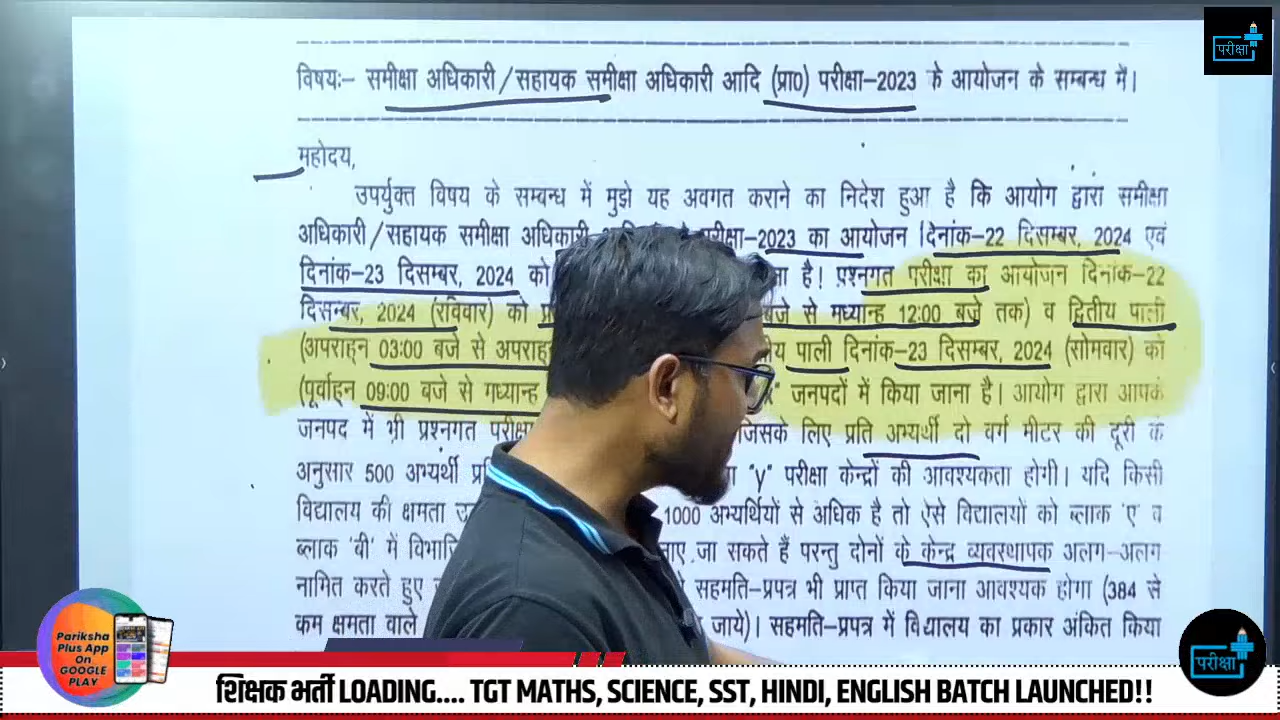 परीक्षा
विषयः- समीक्षा अधिकारी/सहायक समीक्षा अधिकारी आदि (प्रा0) परीक्षा-2023 के आयोजन के सम्बन्ध में।
महोदय,
उपर्युक्त विषय के सम्बन्ध में मुझे यह अवगत कराने का निदेश हुआ है कि आयोग द्वारा समीक्षा
अधिकारी/सहायक समीक्षा अधिकारी परीक्षा-2023 का आयोजन दिनांक-22 दिसम्बर, 2024 एवं
दिनांक-23 दिसम्बर, 2024 को है! प्रश्नगत परीक्षा का आयोजन दिनांक-22
दिसम्बर, 2024 (रविवार) को बजे से मध्यान्ह 12:00 बजे तक) व द्वितीय पाली
(अपराह्न 03:00 बजे से पाली दिनांक-23 दिसम्बर, 2024 (सोमवार) को
(पूर्वाह्न 09:00 बजे से मध्यान्ह जनपदों में किया जाना है। आयोग द्वारा आपके
जनपद में भी प्रश्नगत जिसके लिए प्रति अभ्यर्थी दो वर्ग मीटर की दूरी के
अनुसार 500 अभ्यर्थी "y" परीक्षा केन्द्रों की आवश्यकता होगी। यदि किसी
विद्यालय की क्षमता 1000 अभ्यर्थियों से अधिक है तो ऐसे विद्यालयों को ब्लाक 'ए' व
ब्लाक 'बी' में जा सकते हैं परन्तु दोनों के केन्द्र व्यवस्थापक अलग-अलग
नामित करते हुए सहमति-प्रपत्र भी प्राप्त किया जाना आवश्यक होगा (384 से
कम क्षमता वाले जाये)। सहमति-प्रपत्र में विद्यालय का प्रकार अंकित किया
Pariksha
Plus App
On
GOOGLE
PLAY
परीक्षा
शिक्षक भर्ती LOADING.... TGT MATHS, SCIENCE, SST, HINDI, ENGLISH BATCH LAUNCHED!!